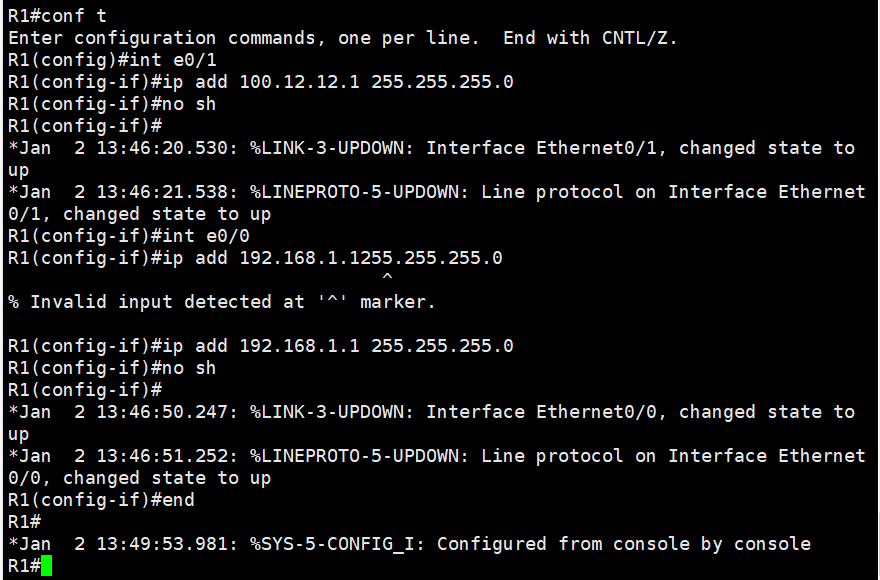 R1#conf t
Enter configuration commands, one per line.  End with CNTL/Z.
R1(config)#int e0/1
R1(config-if)#ip add 100.12.12.1 255.255.255.0
R1(config-if)#no sh
R1(config-if)#
*Jan  2 13:46:20.530: %LINK-3-UPDOWN: Interface Ethernet0/1, changed state to
up
*Jan  2 13:46:21.538: %LINEPROTO-5-UPDOWN: Line protocol on Interface Ethernet
0/1, changed state to up
R1(config-if)#int e0/0
R1(config-if)#ip add 192.168.1.1255.255.255.0
                                  ^
% Invalid input detected at '^' marker.

R1(config-if)#ip add 192.168.1.1 255.255.255.0
R1(config-if)#no sh
R1(config-if)#
*Jan  2 13:46:50.247: %LINK-3-UPDOWN: Interface Ethernet0/0, changed state to
up
*Jan  2 13:46:51.252: %LINEPROTO-5-UPDOWN: Line protocol on Interface Ethernet
0/0, changed state to up
R1(config-if)#end
R1#
*Jan  2 13:49:53.981: %SYS-5-CONFIG_I: Configured from console by console
R1#